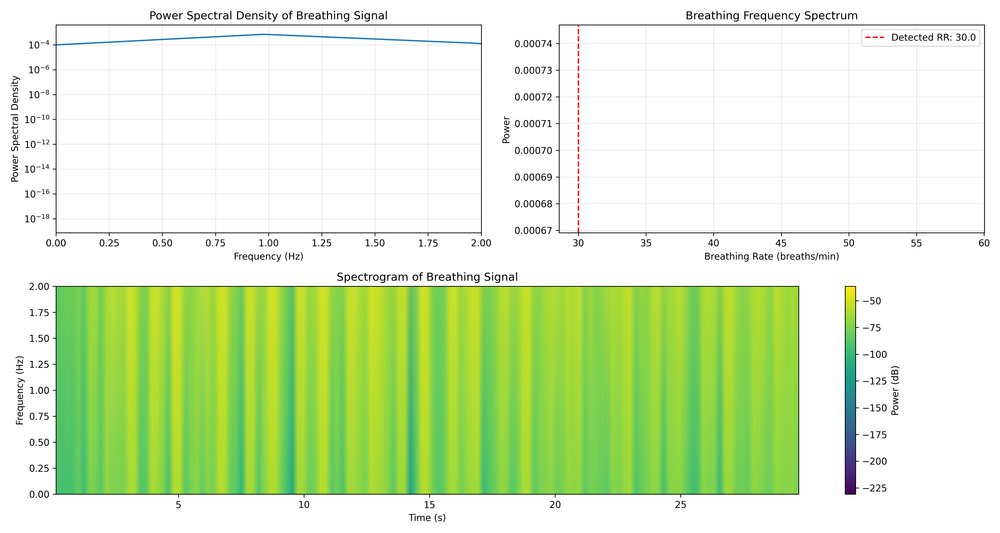 Power Spectral Density of Breathing Signal
Power Spectral Density
10⁻⁴
10⁻⁶
10⁻⁸
10⁻¹⁰
10⁻¹²
10⁻¹⁴
10⁻¹⁶
10⁻¹⁸
0.00 0.25 0.50 0.75 1.00 1.25 1.50 1.75 2.00
Frequency (Hz)
Breathing Frequency Spectrum
Detected RR: 30.0
Power
0.00074
0.00073
0.00072
0.00071
0.00070
0.00069
0.00068
0.00067
30 35 40 45 50 55 60
Breathing Rate (breaths/min)
Spectrogram of Breathing Signal
Frequency (Hz)
2.00
1.75
1.50
1.25
1.00
0.75
0.50
0.25
0.00
5 10 15 20 25
Time (s)
−50
−75
−100
−125
−150
−175
−200
−225
Power (dB)